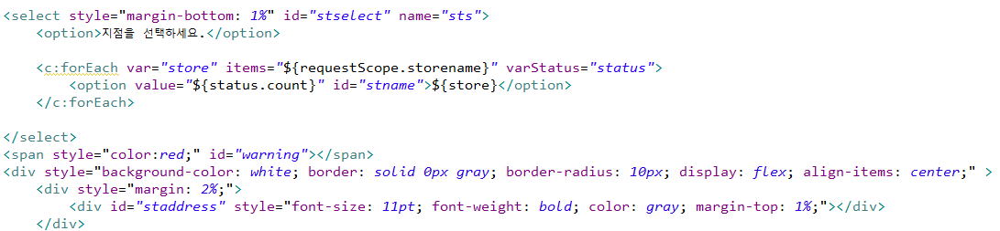 <select style="margin-bottom: 1%" id="stselect" name="sts">
<option>지점을 선택하세요.</option>
<c:forEach var="store" items="${requestScope.storename}" varStatus="status">
<option value="${status.count}" id="stname">${store}</option>
</c:forEach>
</select>
<span style="color:red;" id="warning"></span>
<div style="background-color: white; border: solid 0px gray; border-radius: 10px; display: flex; align-items: center;" >
<div style="margin: 2%;">
<div id="staddress" style="font-size: 11pt; font-weight: bold; color: gray; margin-top: 1%;"></div>
</div>